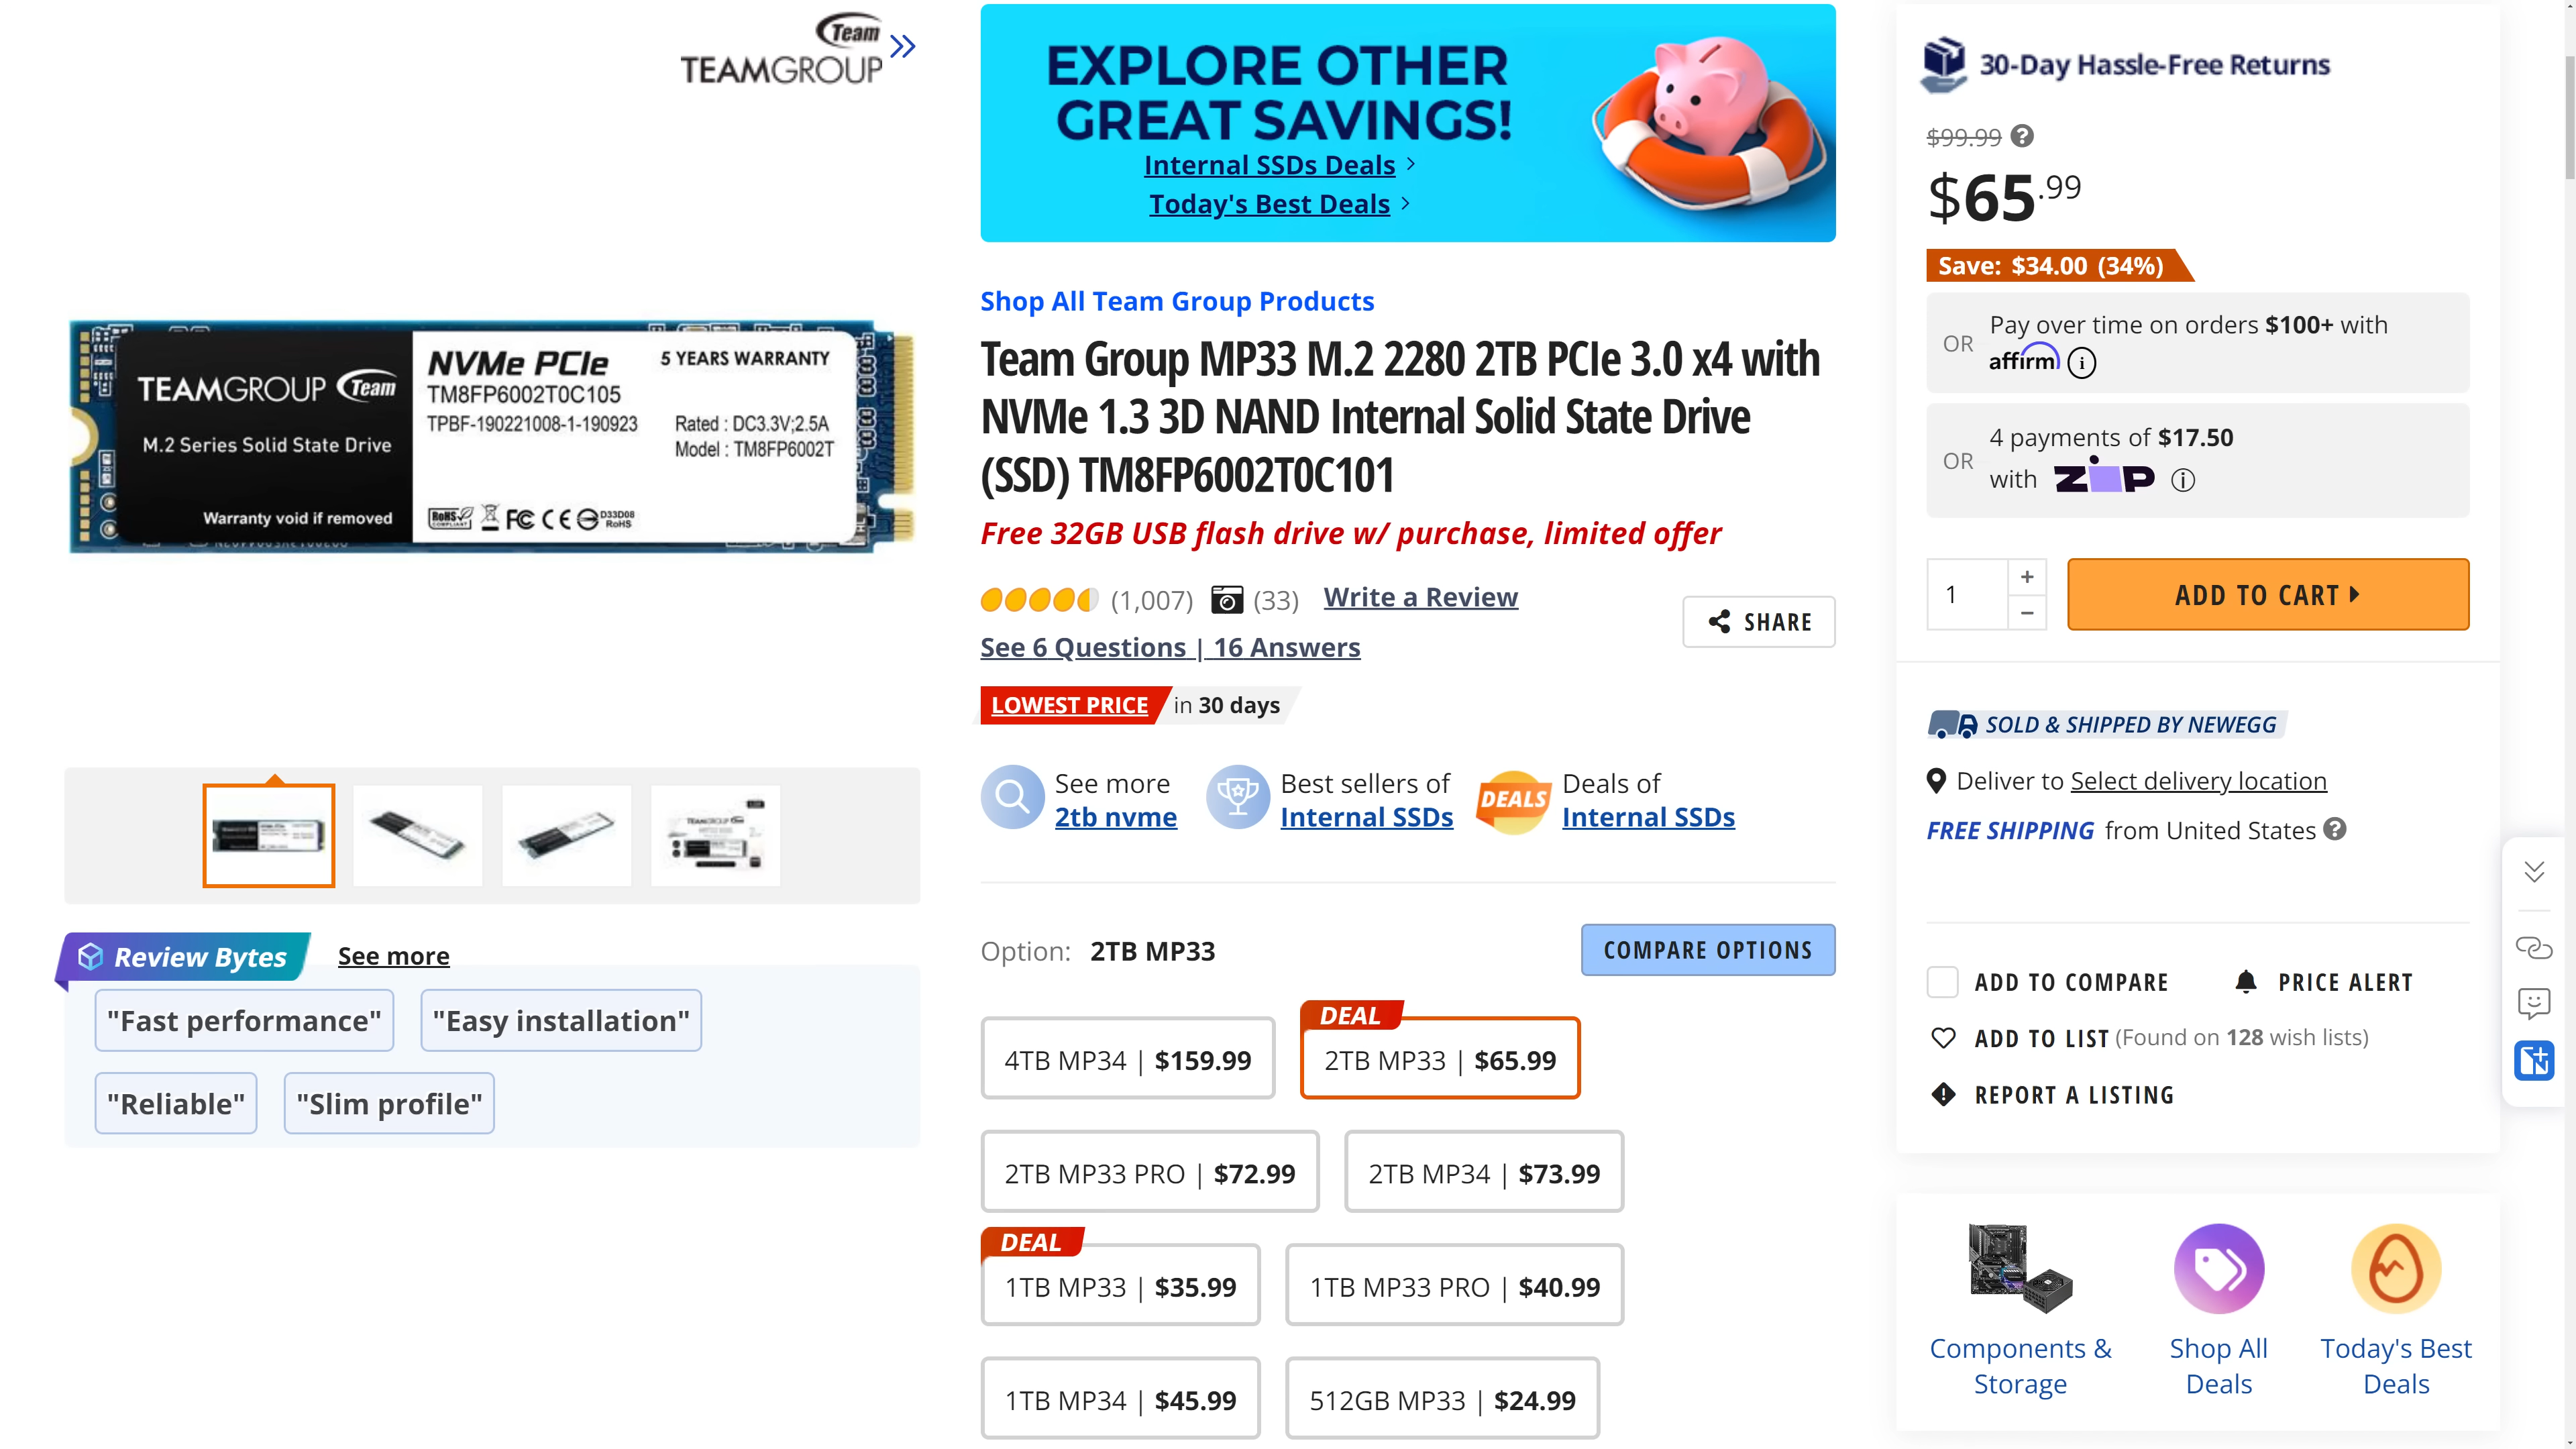 Team
TEAMGROUP
TEAMGROUP Team
M.2 Series Solid State Drive
Warranty void if removed
NVMe PCIe
5 YEARS WARRANTY
TM8FP6002T0C105
TPBF-190221008-1-190923
Rated : DC3.3V;2.5A
Model : TM8FP6002T
RoHS
COMPLIANT
FC CE
D33D08
RoHS
Review Bytes
See more
"Fast performance"
"Easy installation"
"Reliable"
"Slim profile"
EXPLORE OTHER
GREAT SAVINGS!
Internal SSDs Deals
Today's Best Deals
Shop All Team Group Products
Team Group MP33 M.2 2280 2TB PCIe 3.0 x4 with
NVMe 1.3 3D NAND Internal Solid State Drive
(SSD) TM8FP6002T0C101
Free 32GB USB flash drive w/ purchase, limited offer
(1,007) (33) Write a Review
See 6 Questions | 16 Answers
SHARE
LOWEST PRICE in 30 days
See more
2tb nvme
Best sellers of
Internal SSDs
DEALS
Deals of
Internal SSDs
Option: 2TB MP33
COMPARE OPTIONS
4TB MP34 | $159.99
DEAL
2TB MP33 | $65.99
2TB MP33 PRO | $72.99
2TB MP34 | $73.99
DEAL
1TB MP33 | $35.99
1TB MP33 PRO | $40.99
1TB MP34 | $45.99
512GB MP33 | $24.99
30-Day Hassle-Free Returns
$99.99
$65.99
Save: $34.00 (34%)
OR
Pay over time on orders $100+ with
affirm
OR
4 payments of $17.50
with ZIP
1
ADD TO CART
SOLD & SHIPPED BY NEWEGG
Deliver to Select delivery location
FREE SHIPPING from United States
ADD TO COMPARE
PRICE ALERT
ADD TO LIST (Found on 128 wish lists)
REPORT A LISTING
Components &
Storage
Shop All
Deals
Today's Best
Deals